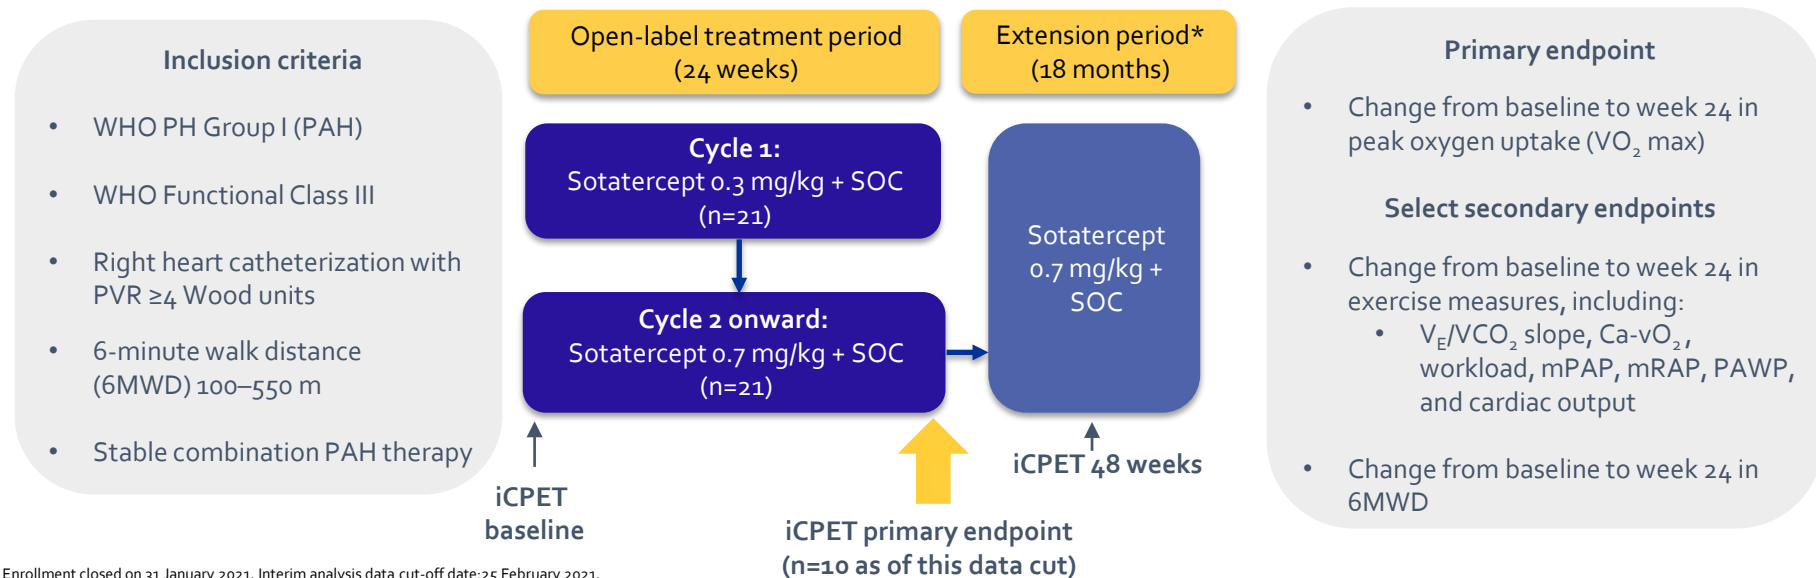 Inclusion criteria
• WHO PH Group I (PAH)
• WHO Functional Class III
• Right heart catheterization with
PVR ≥4 Wood units
• 6-minute walk distance
(6MWD) 100–550 m
• Stable combination PAH therapy
Open-label treatment period
(24 weeks)
Extension period*
(18 months)
Cycle 1:
Sotatercept 0.3 mg/kg + SOC
(n=21)
Cycle 2 onward:
Sotatercept 0.7 mg/kg + SOC
(n=21)
Sotatercept
0.7 mg/kg +
SOC
iCPET
baseline
iCPET primary endpoint
(n=10 as of this data cut)
iCPET 48 weeks
Primary endpoint
• Change from baseline to week 24 in
peak oxygen uptake (VO₂ max)
Select secondary endpoints
• Change from baseline to week 24 in
exercise measures, including:
• V<sub>E</sub>/VCO₂ slope, Ca-vO₂,
workload, mPAP, mRAP, PAWP,
and cardiac output
• Change from baseline to week 24 in
6MWD
Enrollment closed on 31 January 2021. Interim analysis data cut-off date:25 February 2021.